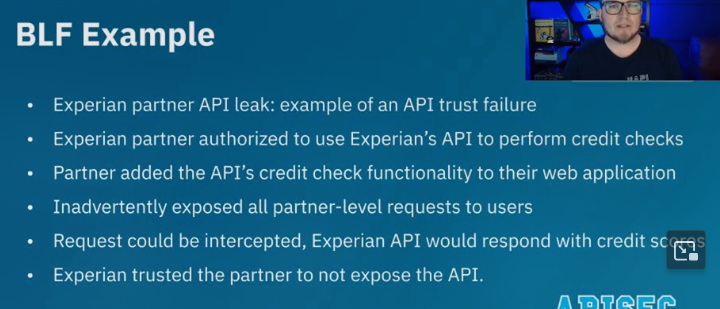 BLF Example
• Experian partner API leak: example of an API trust failure
• Experian partner authorized to use Experian's API to perform credit checks
• Partner added the API's credit check functionality to their web application
• Inadvertently exposed all partner-level requests to users
• Request could be intercepted, Experian API would respond with credit scores
• Experian trusted the partner to not expose the API.
APISEC